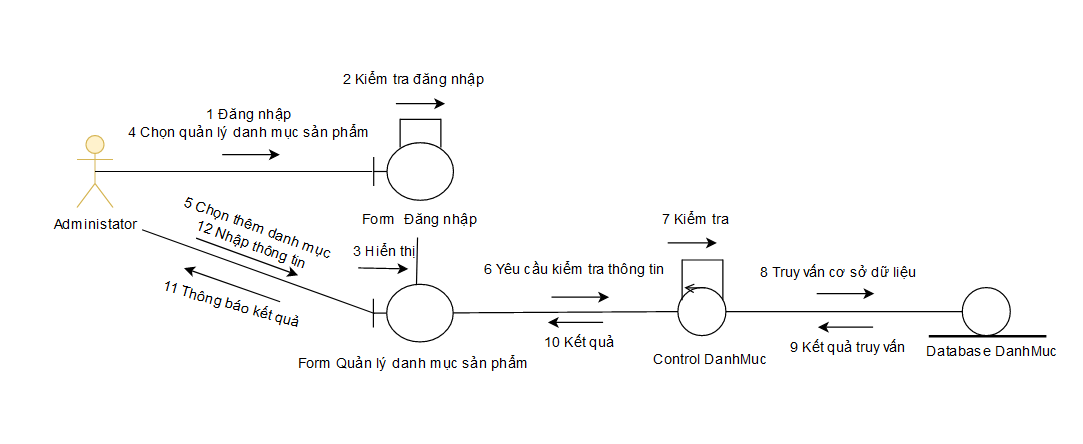 2 Kiểm tra đăng nhập
1 Đăng nhập
4 Chọn quản lý danh mục sản phẩm
Administator
Form Đăng nhập
7 Kiểm tra
5 Chọn thêm danh mục
12 Nhập thông tin
3 Hiển thị
6 Yêu cầu kiểm tra thông tin
8 Truy vấn cơ sở dữ liệu
11 Thông báo kết quả
10 Kết quả
9 Kết quả truy vấn
Form Quản lý danh mục sản phẩm
Control DanhMuc
Database DanhMuc